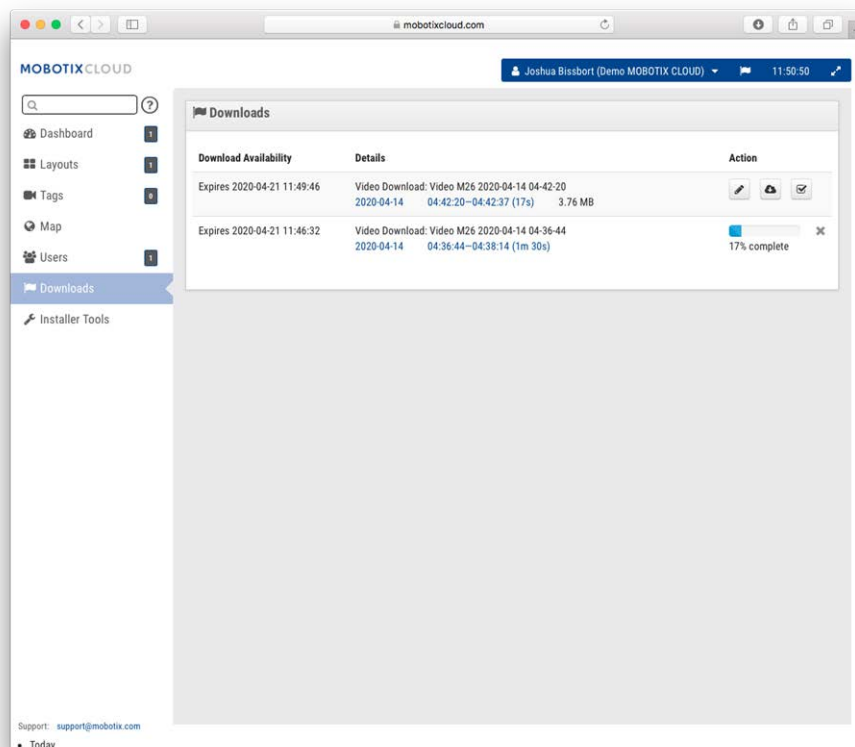 mobotixcloud.com
MOBOTIXCLOUD
Joshua Bissbort (Demo MOBOTIX CLOUD) 11:50:50
?
Dashboard 1
Layouts 1
Tags 0
Map
Users 1
Downloads
Installer Tools
Downloads
Download Availability Details Action
Expires 2020-04-21 11:49:46 Video Download: Video M26 2020-04-14 04-42-20
2020-04-14 04:42:20—04:42:37 (17s) 3.76 MB
Expires 2020-04-21 11:46:32 Video Download: Video M26 2020-04-14 04-36-44
2020-04-14 04:36:44—04:38:14 (1m 30s) 17% complete
Support: support@mobotix.com
• Today